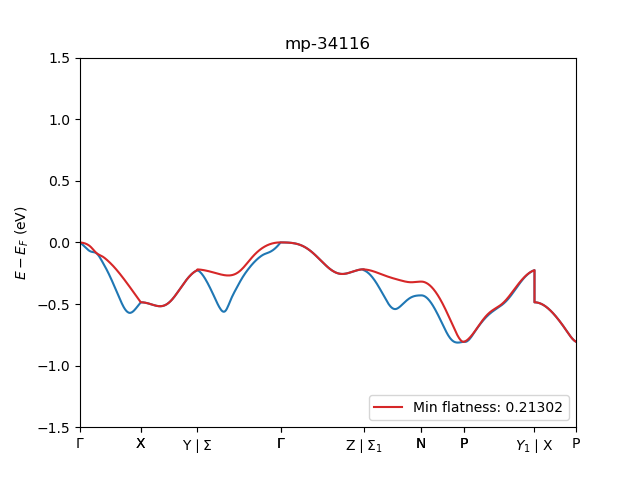 mp-34116
E − E_F (eV)
1.5
1.0
0.5
0.0
−0.5
−1.0
−1.5
Min flatness: 0.21302
Γ X Y | Σ Γ Z | Σ₁ N P Y₁ | X P